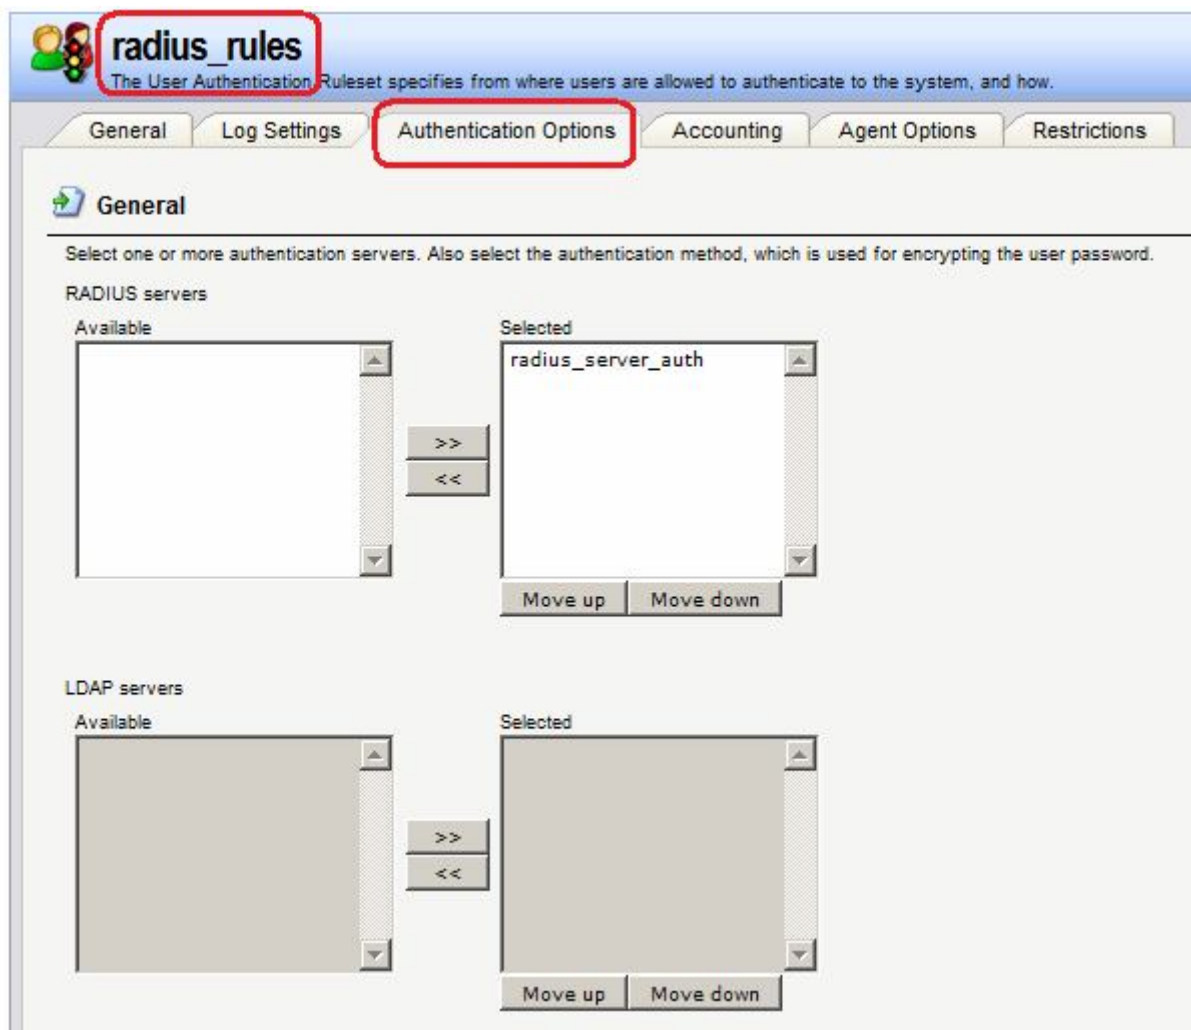 radius_rules
The User Authentication Ruleset specifies from where users are allowed to authenticate to the system, and how.
General Log Settings Authentication Options Accounting Agent Options Restrictions
General
Select one or more authentication servers. Also select the authentication method, which is used for encrypting the user password.
RADIUS servers
Available Selected
radius_server_auth
>>
<<
Move up Move down
LDAP servers
Available Selected
>>
<<
Move up Move down